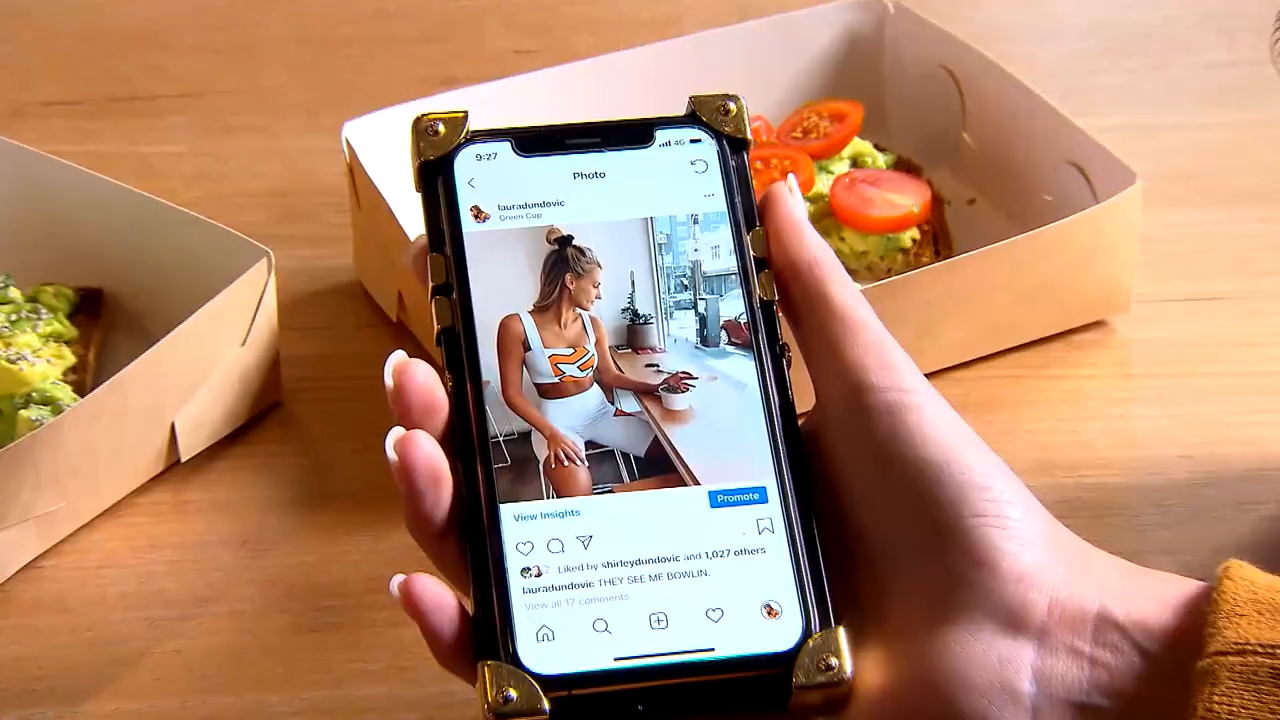 9:27
4G
Photo
lauradundovic
Green Cup
View Insights
Promote
Liked by shirleydundovic and 1,027 others
lauradundovic THEY SEE ME BOWLIN.
View all 17 comments